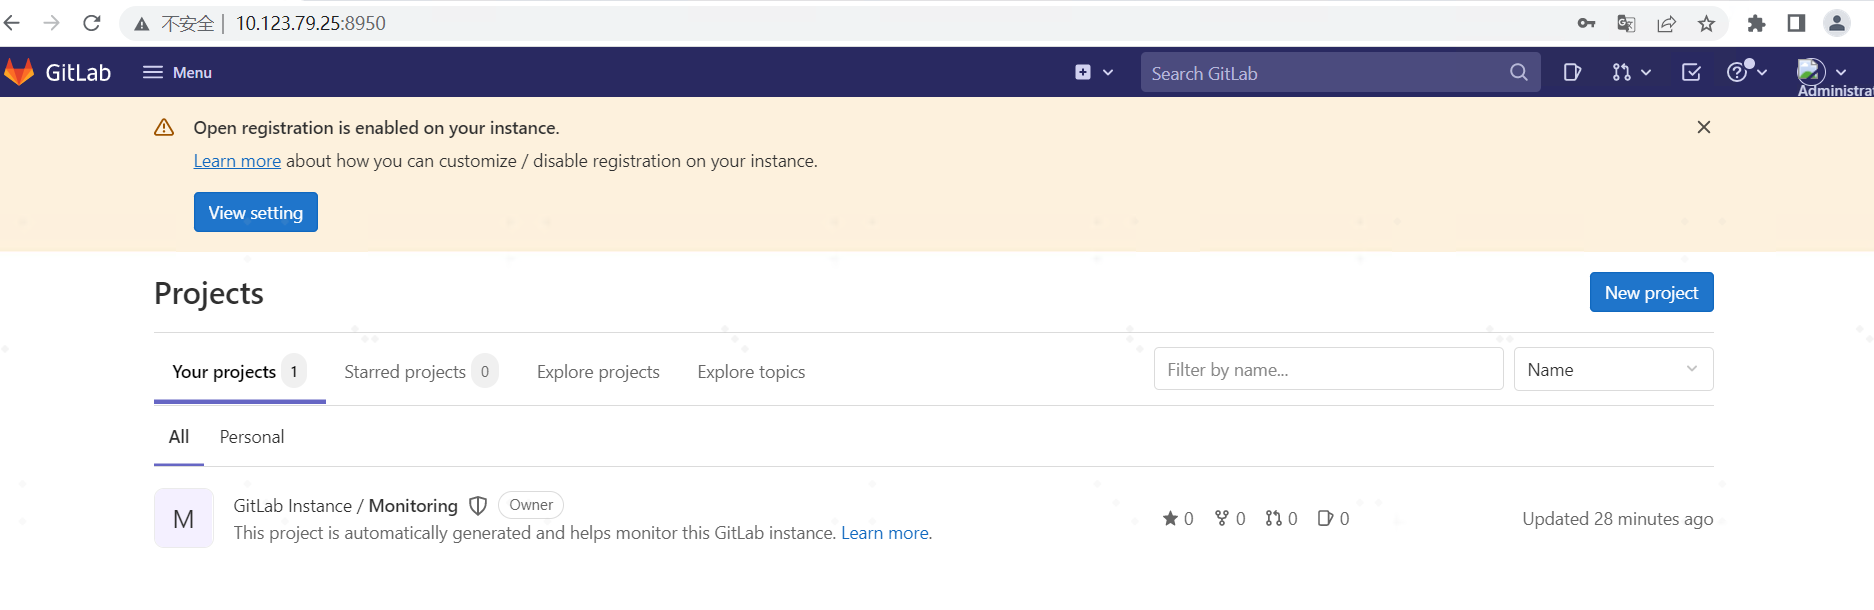 不安全 | 10.123.79.25:8950
GitLab Menu Search GitLab
Administra
Open registration is enabled on your instance.
Learn more about how you can customize / disable registration on your instance.
View setting
Projects New project
Your projects 1 Starred projects 0 Explore projects Explore topics Filter by name... Name
All Personal
M
GitLab Instance / Monitoring Owner
This project is automatically generated and helps monitor this GitLab instance. Learn more.
0 0 0 0 Updated 28 minutes ago